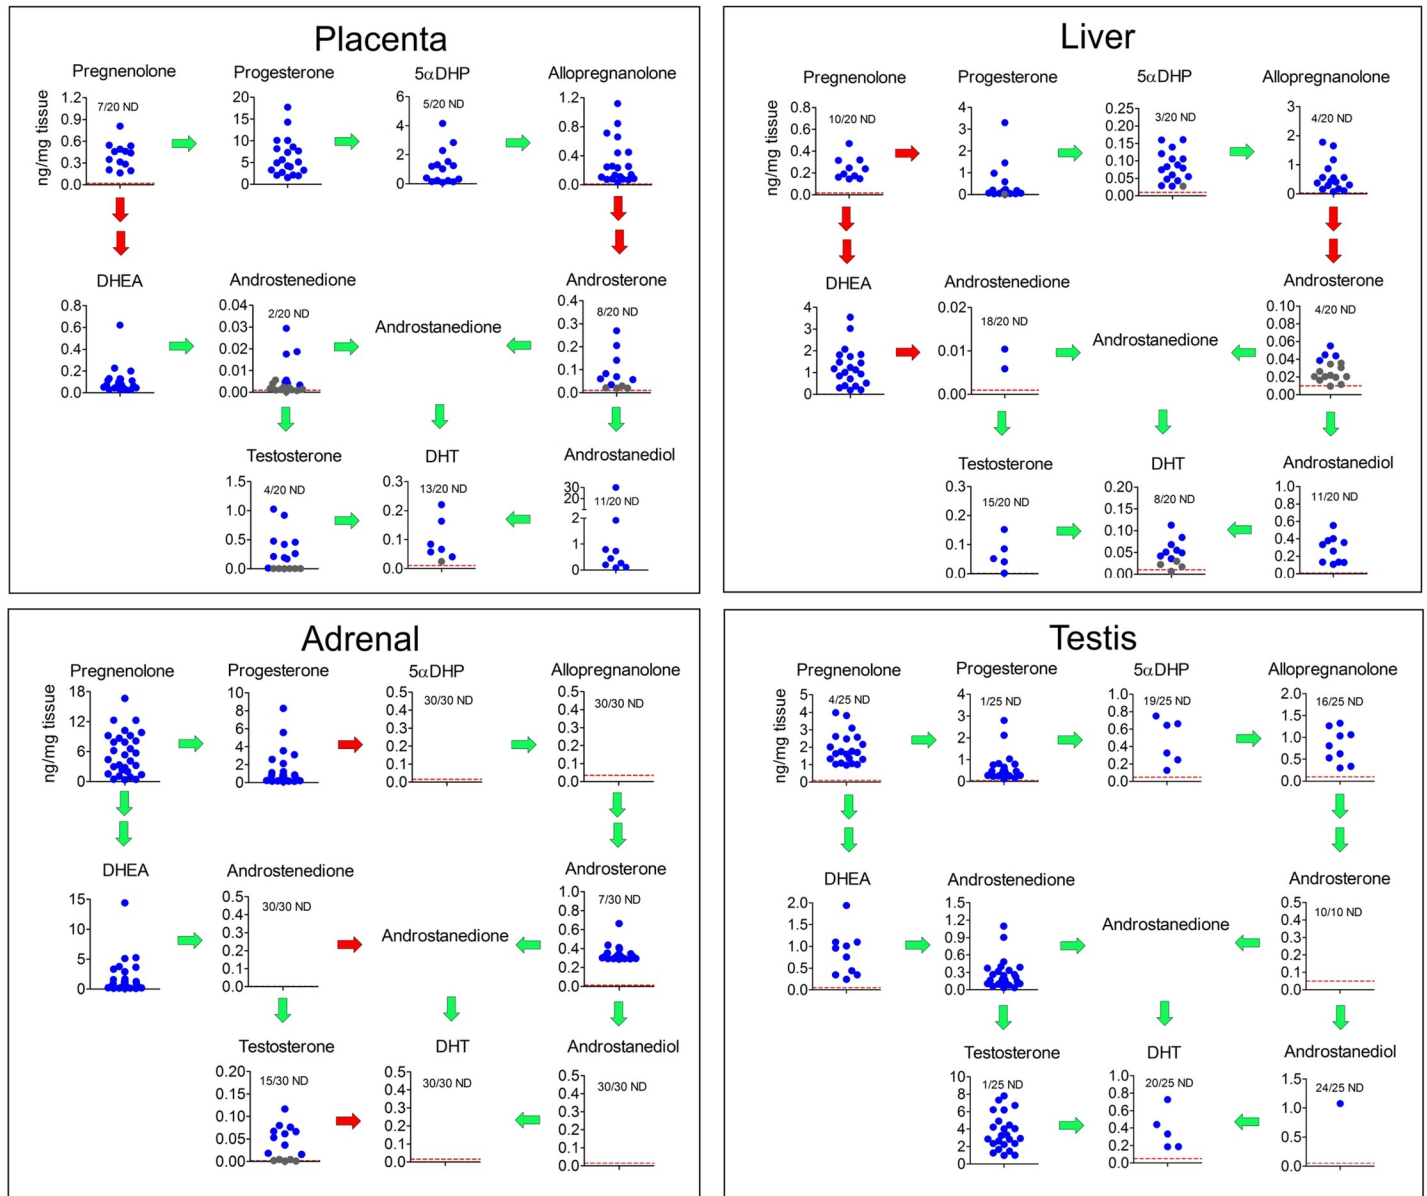 Placenta
Pregnenolone
Progesterone
5αDHP
Allopregnanolone
ng/mg tissue
1.2
0.9
0.6
0.3
0.0
7/20 ND
20
15
10
5
0
6
4
2
0
5/20 ND
1.2
0.8
0.4
0.0
DHEA
Androstenedione
Androstanedione
Androsterone
0.8
0.6
0.4
0.2
0.0
0.04
0.03
0.02
0.01
0.00
2/20 ND
0.4
0.3
0.2
0.1
0.0
8/20 ND
Testosterone
DHT
Androstanediol
1.5
1.0
0.5
0.0
4/20 ND
0.3
0.2
0.1
0.0
13/20 ND
30
20
2
1
0
11/20 ND
Liver
Pregnenolone
Progesterone
5αDHP
Allopregnanolone
ng/mg tissue
0.8
0.6
0.4
0.2
0.0
10/20 ND
4
3
2
1
0
0.25
0.20
0.15
0.10
0.05
0.00
3/20 ND
3
2
1
0
4/20 ND
DHEA
Androstenedione
Androstanedione
Androsterone
4
3
2
1
0
0.02
0.01
0.00
18/20 ND
0.10
0.08
0.06
0.04
0.02
0.00
4/20 ND
Testosterone
DHT
Androstanediol
0.3
0.2
0.1
0.0
15/20 ND
0.20
0.15
0.10
0.05
0.00
8/20 ND
1.0
0.8
0.6
0.4
0.2
0.0
11/20 ND
Adrenal
Pregnenolone
Progesterone
5αDHP
Allopregnanolone
ng/mg tissue
18
12
6
0
10
8
6
4
2
0
0.5
0.4
0.3
0.2
0.1
0.0
30/30 ND
0.5
0.4
0.3
0.2
0.1
0.0
30/30 ND
DHEA
Androstenedione
Androstanedione
Androsterone
15
10
5
0
0.5
0.4
0.3
0.2
0.1
0.0
30/30 ND
1.0
0.8
0.6
0.4
0.2
0.0
7/30 ND
Testosterone
DHT
Androstanediol
0.20
0.15
0.10
0.05
0.00
15/30 ND
0.5
0.4
0.3
0.2
0.1
0.0
30/30 ND
0.5
0.4
0.3
0.2
0.1
0.0
30/30 ND
Testis
Pregnenolone
Progesterone
5αDHP
Allopregnanolone
ng/mg tissue
5
4
3
2
1
0
4/25 ND
4
3
2
1
0
1/25 ND
1.0
0.8
0.6
0.4
0.2
0.0
19/25 ND
2.0
1.5
1.0
0.5
0.0
16/25 ND
DHEA
Androstenedione
Androstanedione
Androsterone
2.0
1.5
1.0
0.5
0.0
1.5
1.2
0.9
0.6
0.3
0.0
0.5
0.4
0.3
0.2
0.1
0.0
10/10 ND
Testosterone
DHT
Androstanediol
10
8
6
4
2
0
1/25 ND
1.0
0.8
0.6
0.4
0.2
0.0
20/25 ND
1.5
1.0
0.5
0.0
24/25 ND